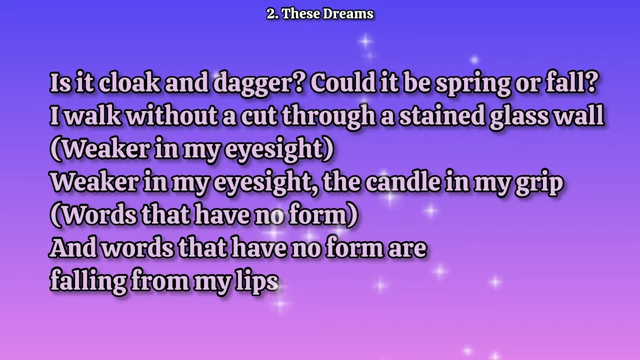 2. These Dreams
Is it cloak and dagger? Could it be spring or fall?
I walk without a cut through a stained glass wall
(Weaker in my eyesight)
Weaker in my eyesight, the candle in my grip
(Words that have no form)
And words that have no form are
falling from my lips